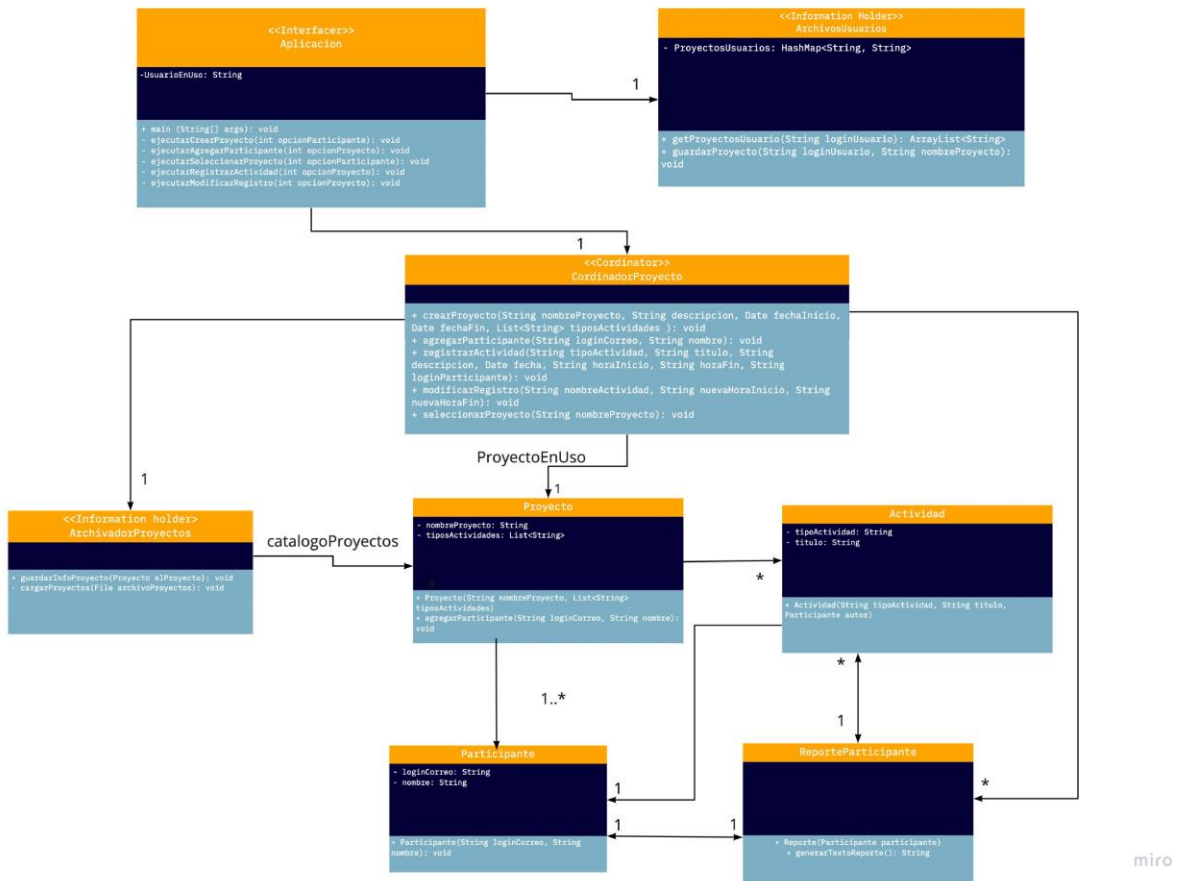 <<Interfacer>>
Aplicacion
-UsuarioEnUso: String
+ main (String[] args): void
- ejecutarCrearProyecto(int opcionParticipante): void
- ejecutarAgregarParticipante(int opcionProyecto): void
- ejecutarSeleccionarProyecto(int opcionParticipante): void
- ejecutarRegistrarActividad(int opcionProyecto): void
- ejecutarModificarRegistro(int opcionProyecto): void
<<Information Holder>>
ArchivosUsuarios
- ProyectosUsuarios: HashMap<String, String>
+ getProyectosUsuario(String loginUsuario): ArrayList<String>
+ guardarProyecto(String loginUsuario, String nombreProyecto):
void
1
1
<<Cordinator>>
CordinadorProyecto
+ crearProyecto(String nombreProyecto, String descripcion, Date fechaInicio,
Date fechaFin, List<String> tiposActividades ): void
+ agregarParticipante(String loginCorreo, String nombre): void
+ registrarActividad(String tipoActividad, String titulo, String
descripcion, Date fecha, String horaInicio, String horaFin, String
loginParticipante): void
+ modificarRegistro(String nombreActividad, String nuevaHoraInicio, String
nuevaHoraFin): void
+ seleccionarProyecto(String nombreProyecto): void
ProyectoEnUso
1
1
<<Information holder>
ArchivadorProyectos
+ guardarInfoProyecto(Proyecto elProyecto): void
- cargarProyectos(File archivoProyectos): void
catalogoProyectos
*
Proyecto
- nombreProyecto: String
- tiposActividades: List<String>
+ Proyecto(String nombreProyecto, List<String>
tiposActividades)
+ agregarParticipante(String loginCorreo, String nombre):
void
*
Actividad
- tipoActividad: String
- titulo: String
+ Actividad(String tipoActividad, String titulo,
Participante autor)
*
1
1..*
Participante
- loginCorreo: String
- nombre: String
+ Participante(String loginCorreo, String
nombre): void
1
1
1
ReporteParticipante
+ Reporte(Participante participante)
+ generarTextoReporte(): String
*
miro